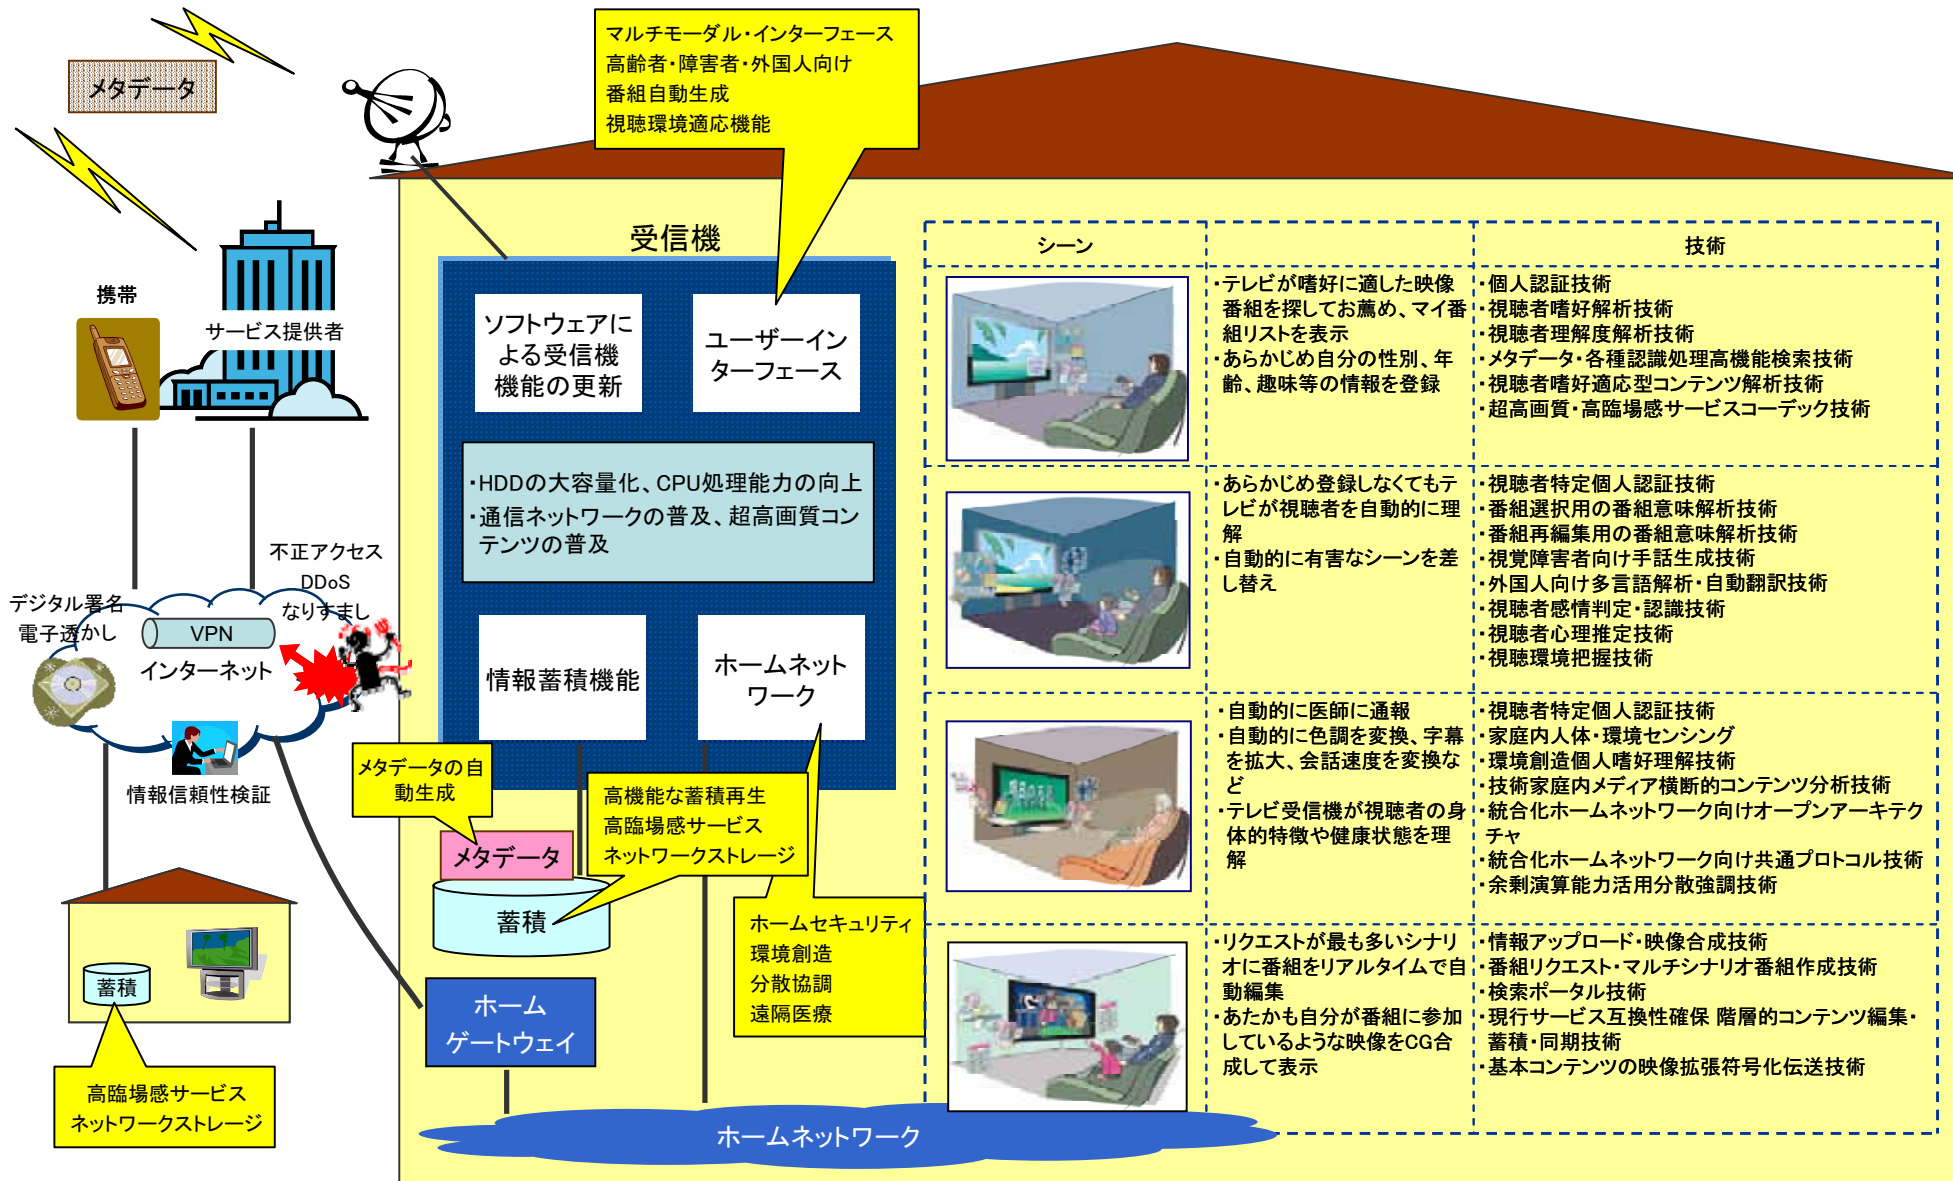 マルチモーダル・インターフェース
高齢者・障害者・外国人向け
番組自動生成
視聴環境適応機能
メタデータ
携帯
サービス提供者
不正アクセス
DDoS
なりすまし
デジタル署名
電子透かし
VPN
インターネット
情報信頼性検証
蓄積
高臨場感サービス
ネットワークストレージ
受信機
ソフトウェアに
よる受信機
機能の更新
ユーザーイン
ターフェース
・HDDの大容量化、CPU処理能力の向上
・通信ネットワークの普及、超高画質コン
テンツの普及
情報蓄積機能
ホームネット
ワーク
メタデータの自
動生成
メタデータ
蓄積
高機能な蓄積再生
高臨場感サービス
ネットワークストレージ
ホームセキュリティ
環境創造
分散協調
遠隔医療
ホーム
ゲートウェイ
ホームネットワーク
シーン
技術
・テレビが嗜好に適した映像
番組を探してお薦め、マイ番
組リストを表示
・あらかじめ自分の性別、年
齢、趣味等の情報を登録
・個人認証技術
・視聴者嗜好解析技術
・視聴者理解度解析技術
・メタデータ・各種認識処理高機能検索技術
・視聴者嗜好適応型コンテンツ解析技術
・超高画質・高臨場感サービスコーデック技術
・あらかじめ登録しなくてもテ
レビが視聴者を自動的に理
解
・自動的に有害なシーンを差
し替え
・視聴者特定個人認証技術
・番組選択用の番組意味解析技術
・番組再編集用の番組意味解析技術
・視覚障害者向け手話生成技術
・外国人向け多言語解析・自動翻訳技術
・視聴者感情判定・認識技術
・視聴者心理推定技術
・視聴環境把握技術
・自動的に医師に通報
・自動的に色調を変換、字幕
を拡大、会話速度を変換な
ど
・テレビ受信機が視聴者の身
体的特徴や健康状態を理
解
・視聴者特定個人認証技術
・家庭内人体・環境センシング
・環境創造個人嗜好理解技術
・技術家庭内メディア横断的コンテンツ分析技術
・統合化ホームネットワーク向けオープンアーキテク
チャ
・統合化ホームネットワーク向け共通プロトコル技術
・余剰演算能力活用分散強調技術
・リクエストが最も多いシナリ
オに番組をリアルタイムで自
動編集
・あたかも自分が番組に参加
しているような映像をCG合
成して表示
・情報アップロード・映像合成技術
・番組リクエスト・マルチシナリオ番組作成技術
・検索ポータル技術
・現行サービス互換性確保 階層的コンテンツ編集・
蓄積・同期技術
・基本コンテンツの映像拡張符号化伝送技術